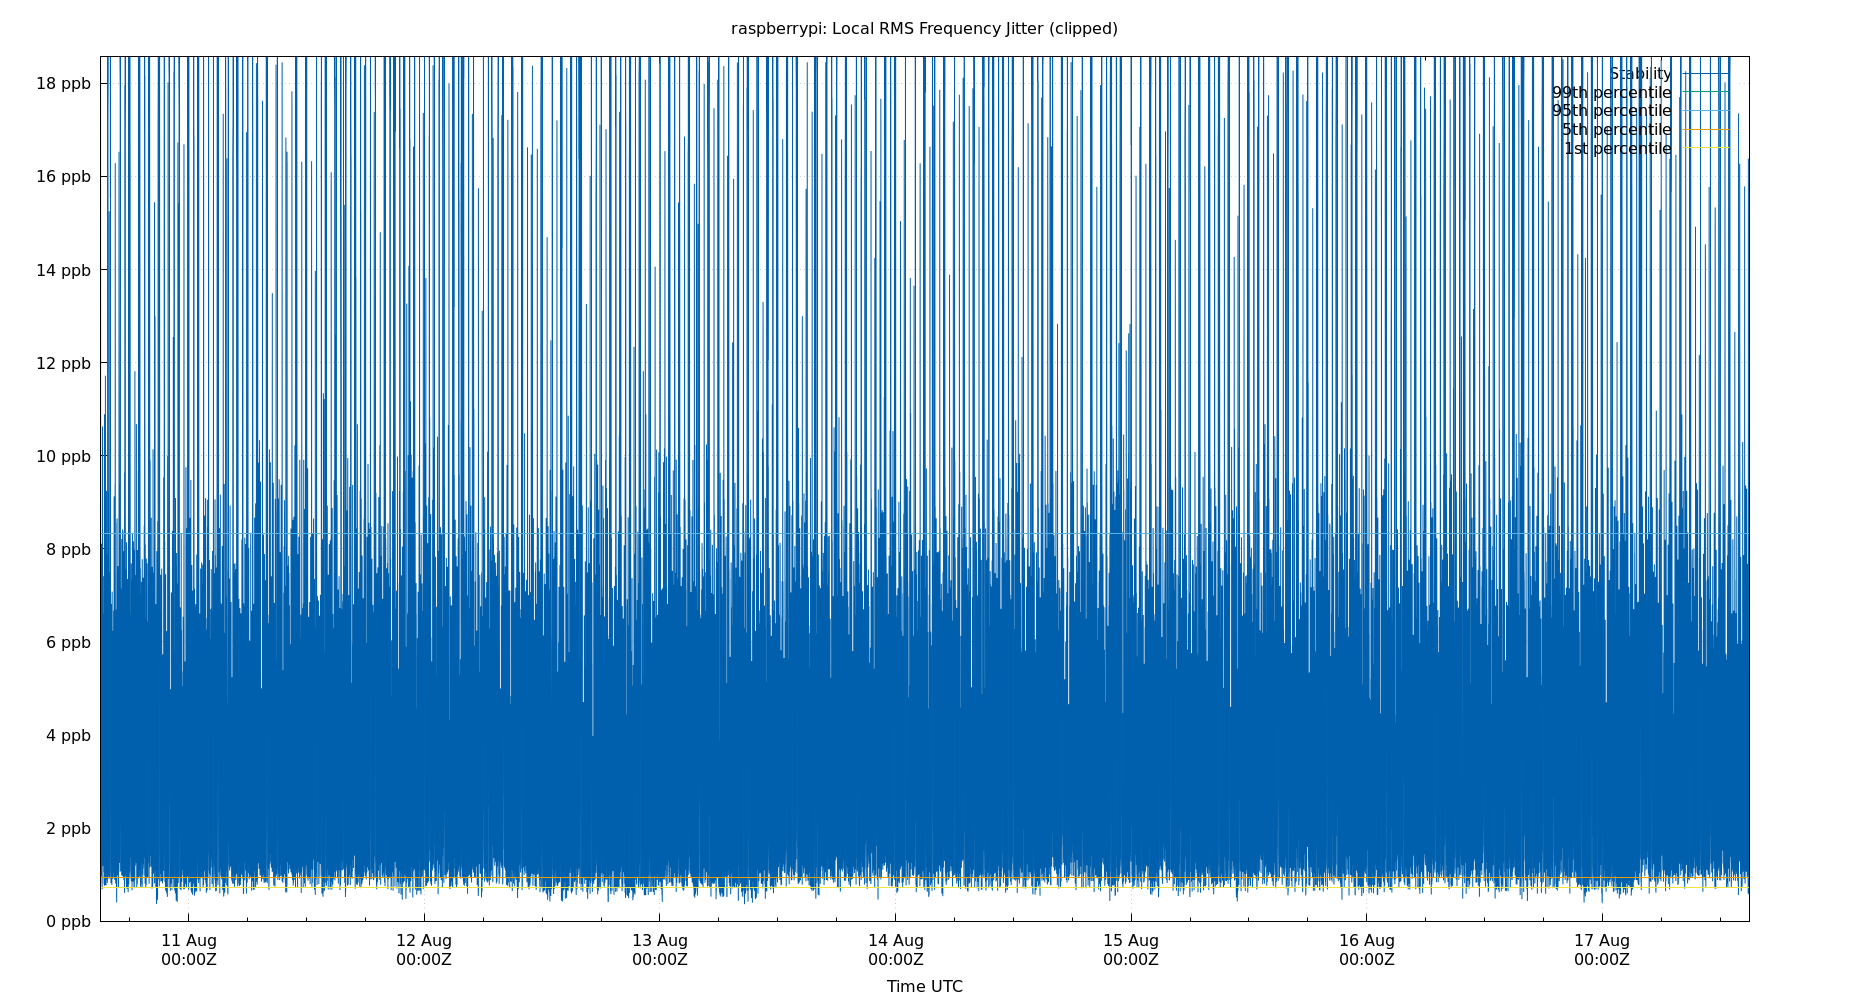 raspberrypi: Local RMS Frequency Jitter (clipped)
18 ppb
16 ppb
14 ppb
12 ppb
10 ppb
8 ppb
6 ppb
4 ppb
2 ppb
0 ppb
Stability
99th percentile
95th percentile
5th percentile
1st percentile
11 Aug
00:00Z
12 Aug
00:00Z
13 Aug
00:00Z
14 Aug
00:00Z
15 Aug
00:00Z
16 Aug
00:00Z
17 Aug
00:00Z
Time UTC